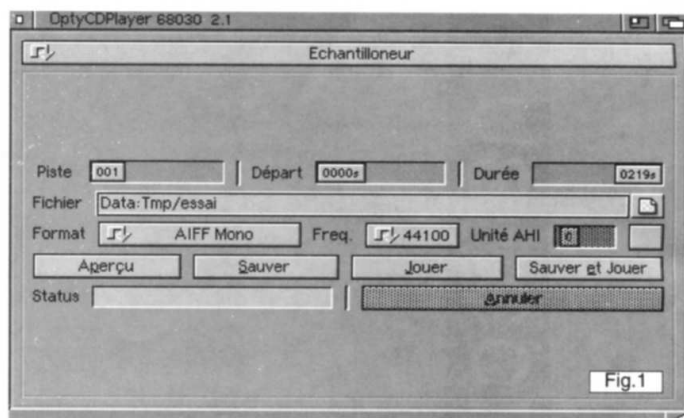 OptyCDPlayer 68030 2.1
Echantilloneur
Piste 001 Départ 0000s Durée 0219s
Fichier Data:Tmp/essai
Format AIFF Mono Freq. 44100 Unité AHI 0
Aperçu Sauver Jouer Sauver et Jouer
Status Annuler
Fig.1